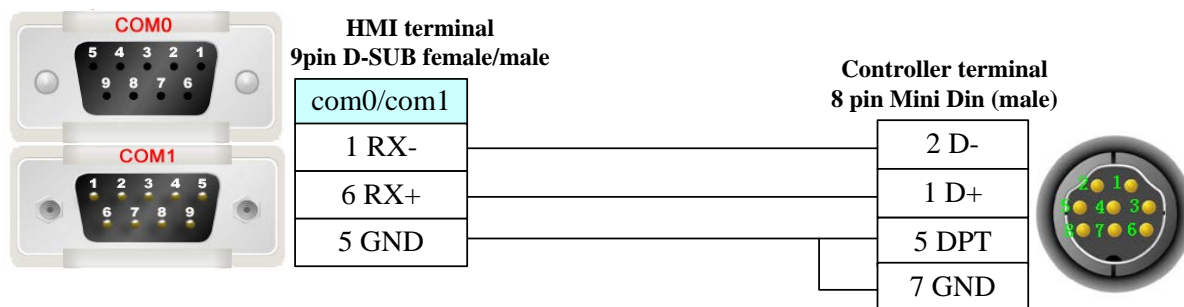 COM0
5 4 3 2 1
9 8 7 6
COM1
1 2 3 4 5
6 7 8 9
HMI terminal
9pin D-SUB female/male
com0/com1
1 RX-
6 RX+
5 GND
Controller terminal
8 pin Mini Din (male)
2 D-
1 D+
5 DPT
7 GND
2 1
5 4 3
8 7 6